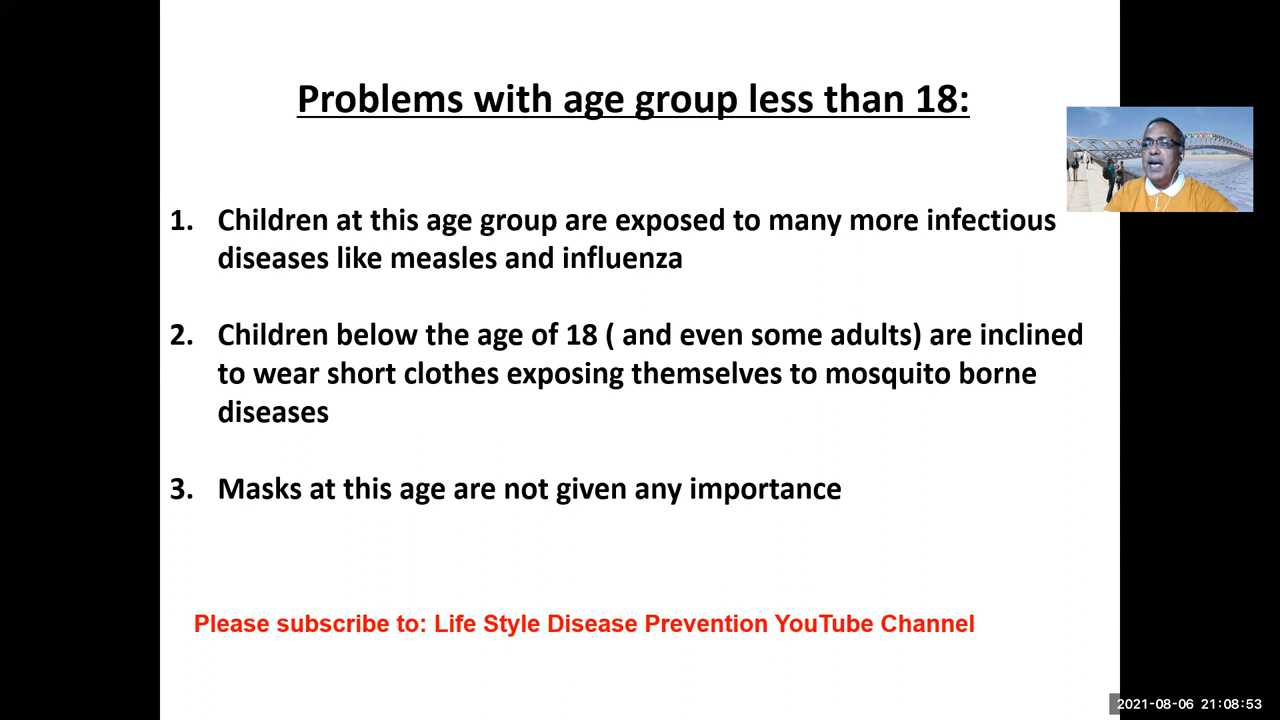 Problems with age group less than 18:
1. Children at this age group are exposed to many more infectious
diseases like measles and influenza
2. Children below the age of 18 ( and even some adults) are inclined
to wear short clothes exposing themselves to mosquito borne
diseases
3. Masks at this age are not given any importance
Please subscribe to: Life Style Disease Prevention YouTube Channel
2021-08-06 21:08:53